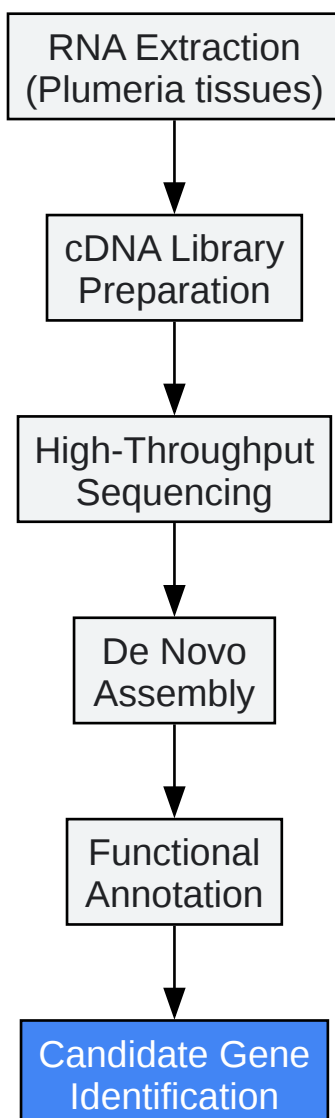 RNA Extraction
(Plumeria tissues)
cDNA Library
Preparation
High-Throughput
Sequencing
De Novo
Assembly
Functional
Annotation
Candidate Gene
Identification